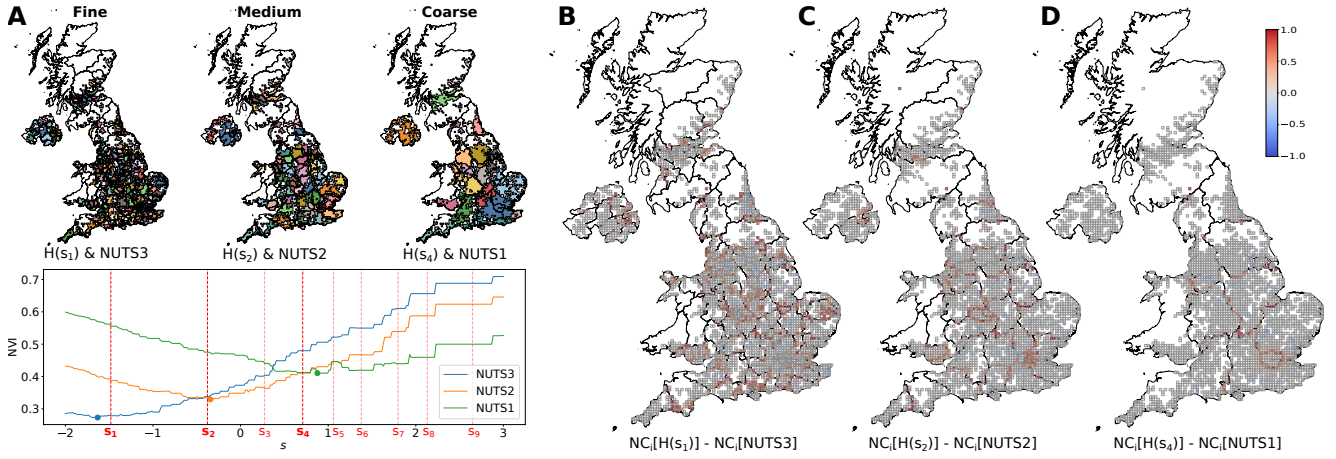 A
Fine
Medium
Coarse
H(s₁) & NUTS3
H(s₂) & NUTS2
H(s₄) & NUTS1
NVI
0.7
0.6
0.5
0.4
0.3
NUTS3
NUTS2
NUTS1
−2 s₁ −1 s₂ 0 s₃ s₄ 1 s₅ s₆ s₇ 2 s₈ s₉ 3
s
B
NCᵢ[H(s₁)] - NCᵢ[NUTS3]
C
NCᵢ[H(s₂)] - NCᵢ[NUTS2]
D
NCᵢ[H(s₄)] - NCᵢ[NUTS1]
1.0
0.5
0.0
−0.5
−1.0